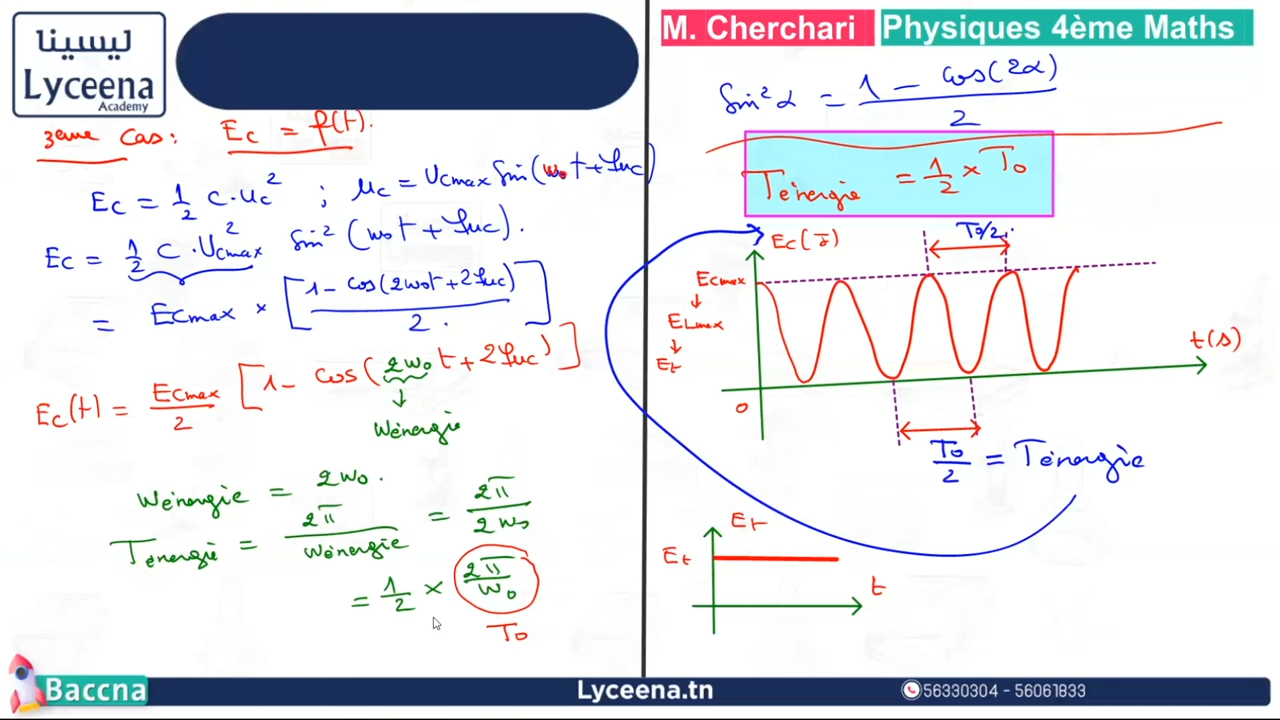 ليسينا
Lyceena
Academy
M. Cherchari Physiques 4ème Maths
3ème Cas: Ec = f(t).
Ec = 1/2 C.uc² ; uc = Ucmax sin(w₀t + φuc)
Ec = 1/2 C.Ucmax² sin²(w₀t + φuc).
= Ecmax × [(1 - cos(2w₀t + 2φuc))/2.]
Ec(t) = Ecmax/2 [1 - cos(2w₀t + 2φuc)]
↓
wénergie
wénergie = 2w₀.
Ténergie = 2π/wénergie = 2π/2w₀
= 1/2 × 2π/w₀
T₀
sin²α = (1 - cos(2α))/2
Ténergie = 1/2 × T₀
Ec(J)
T₀/2.
Ecmax
↓
ELmax
↓
Et
t(s)
0
T₀/2 = Ténergie
Et
Et
t
Baccna
Lyceena.tn
56330304 - 56061833